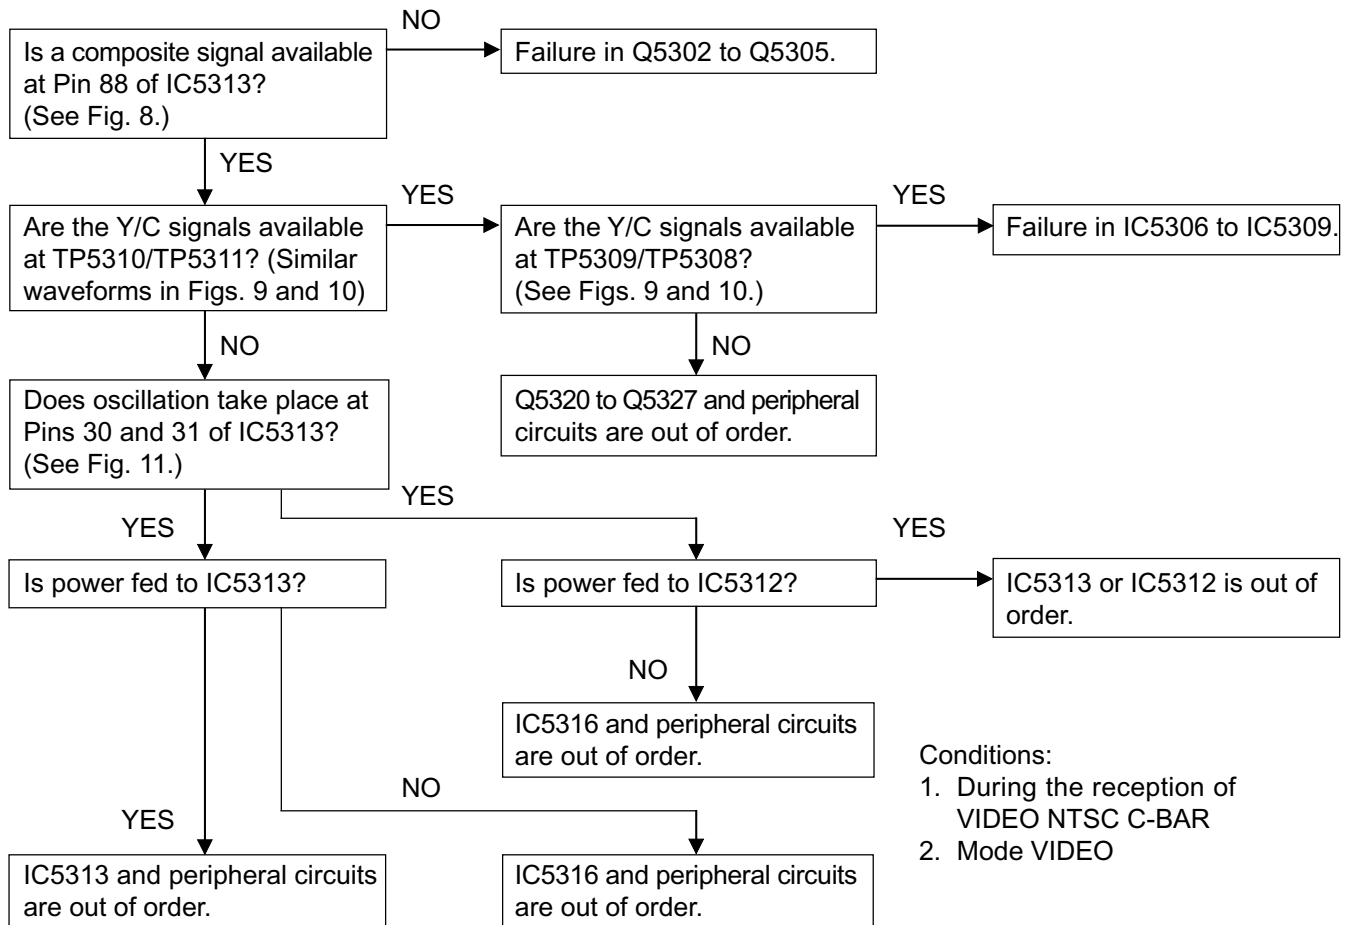 NO
Is a composite signal available
at Pin 88 of IC5313?
(See Fig. 8.)
Failure in Q5302 to Q5305.
YES
YES
YES
Are the Y/C signals available
at TP5310/TP5311? (Similar
waveforms in Figs. 9 and 10)
Are the Y/C signals available
at TP5309/TP5308?
(See Figs. 9 and 10.)
Failure in IC5306 to IC5309.
NO
NO
Does oscillation take place at
Pins 30 and 31 of IC5313?
(See Fig. 11.)
Q5320 to Q5327 and peripheral
circuits are out of order.
YES
YES
YES
Is power fed to IC5313?
Is power fed to IC5312?
IC5313 or IC5312 is out of
order.
NO
IC5316 and peripheral circuits
are out of order.
NO
YES
IC5313 and peripheral circuits
are out of order.
IC5316 and peripheral circuits
are out of order.
Conditions:
1. During the reception of
VIDEO NTSC C-BAR
2. Mode VIDEO